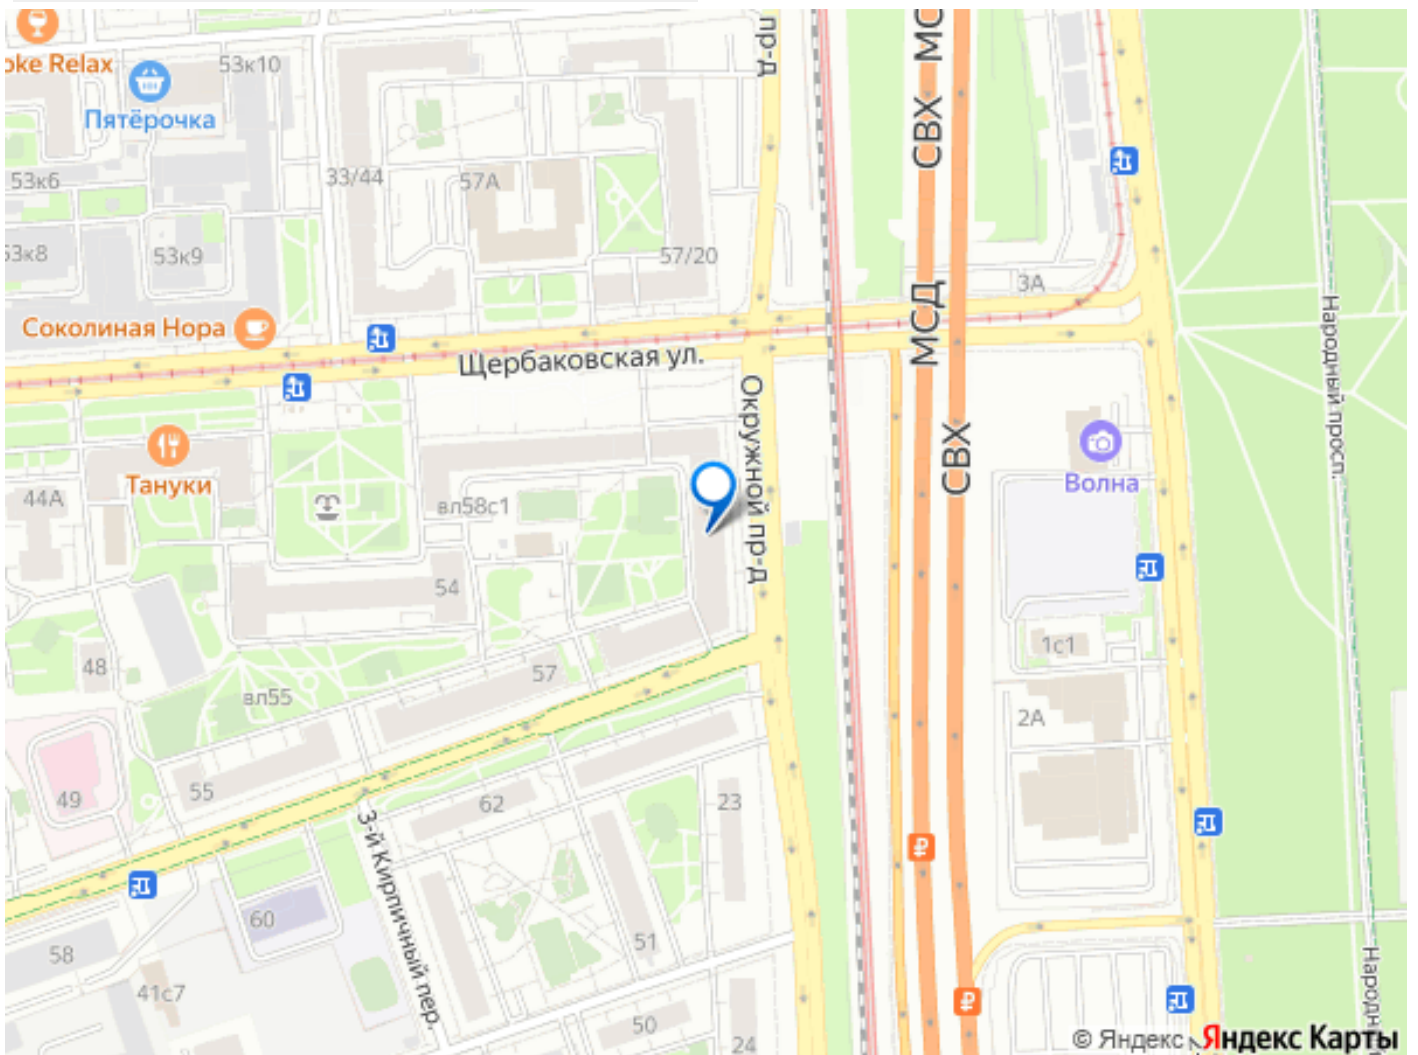 пр-д
СВХ МС
oke Relax
53к10
Пятёрочка
53к6
33/44
57А
53к8
53к9
57/20
3А
МСД
Соколиная Нора
Щербаковская ул.
Народный просп.
Окружной пр-д
СВХ
Тануки
44А
вл58с1
Волна
54
1с1
48
57
вл55
2А
55
49
62
23
3-й Кирпичный пер.
60
51
58
41с7
50
24
Народн
© Яндекс
Яндекс Карты